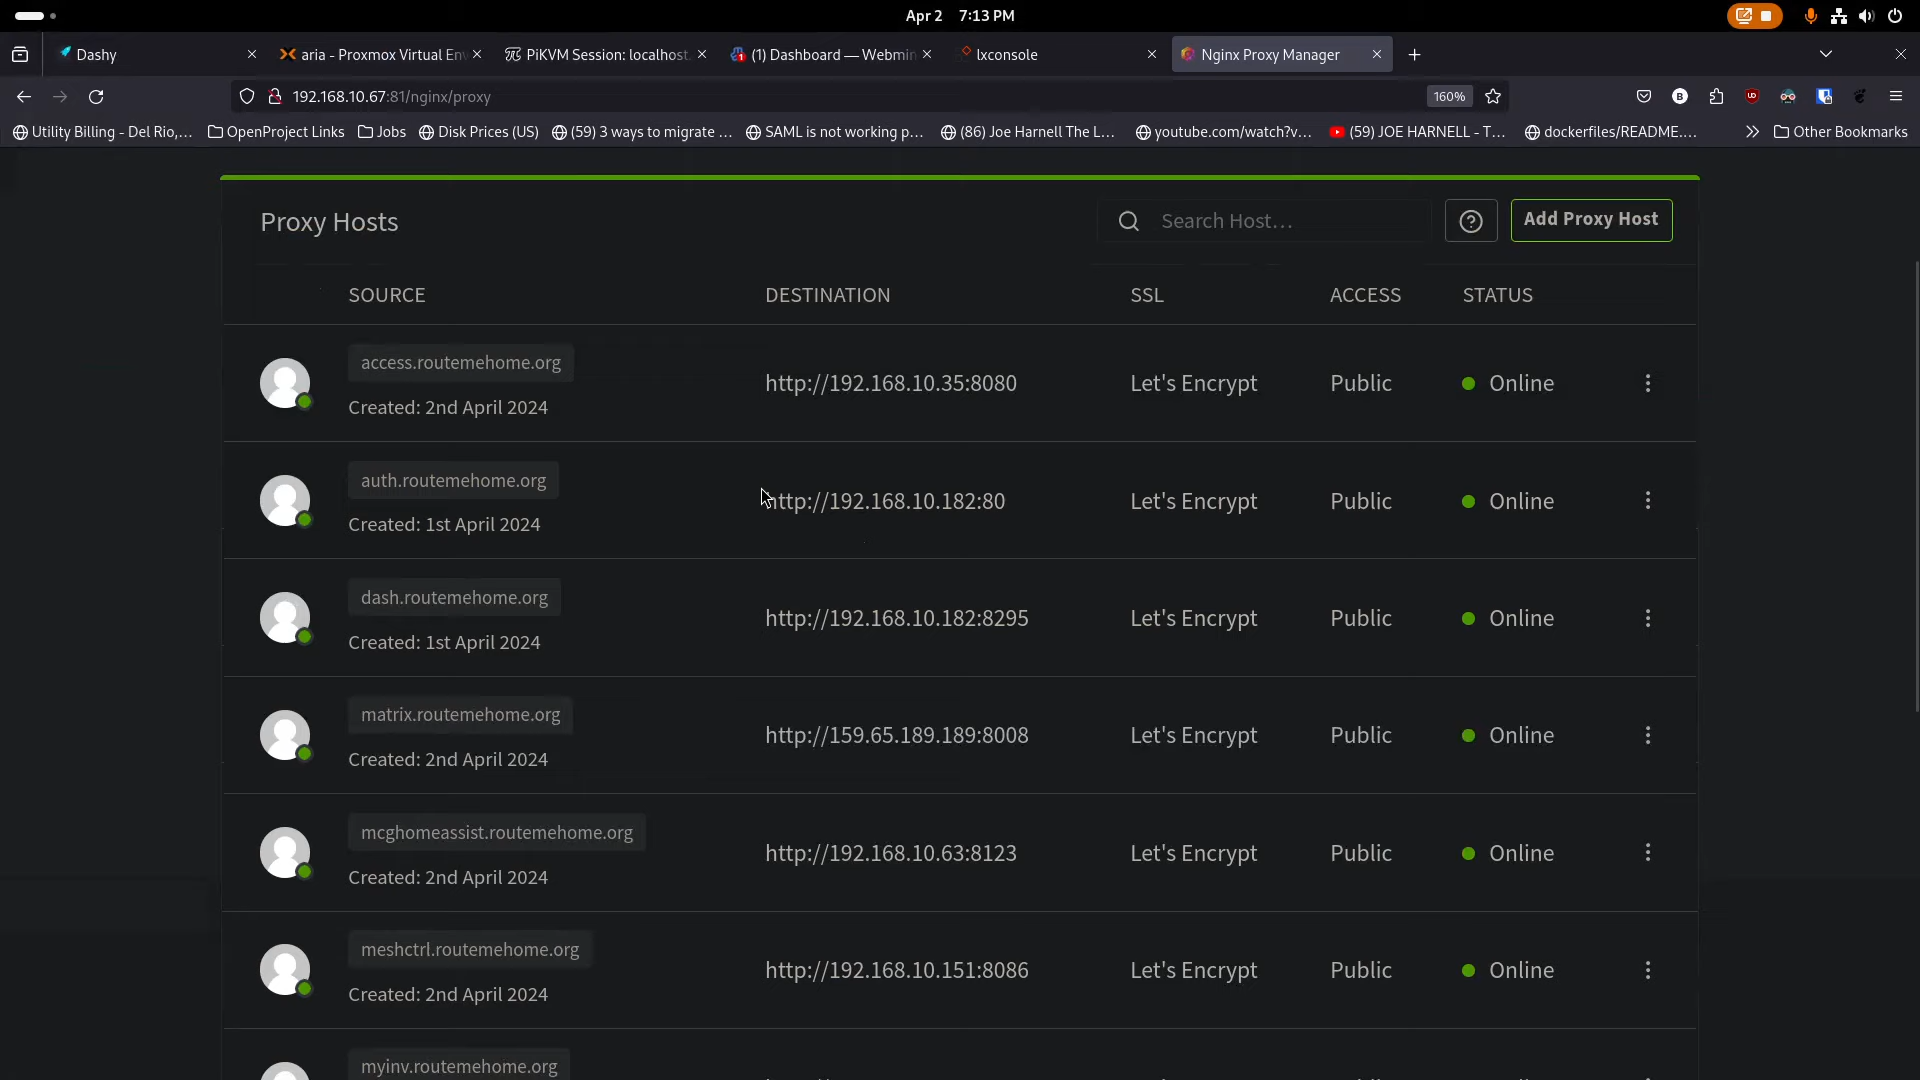 Apr 2 7:13 PM
Dashy
aria - Proxmox Virtual En
PiKVM Session: localhost
(1) Dashboard — Webmin
lxconsole
Nginx Proxy Manager
192.168.10.67:81/nginx/proxy
160%
Utility Billing - Del Rio,...
OpenProject Links
Jobs
Disk Prices (US)
(59) 3 ways to migrate ...
SAML is not working p...
(86) Joe Harnell The L...
youtube.com/watch?v...
(59) JOE HARNELL - T...
dockerfiles/README....
Other Bookmarks
Proxy Hosts
Search Host...
Add Proxy Host
SOURCE DESTINATION SSL ACCESS STATUS
access.routemehome.org
http://192.168.10.35:8080 Let's Encrypt Public Online
Created: 2nd April 2024
auth.routemehome.org
http://192.168.10.182:80 Let's Encrypt Public Online
Created: 1st April 2024
dash.routemehome.org
http://192.168.10.182:8295 Let's Encrypt Public Online
Created: 1st April 2024
matrix.routemehome.org
http://159.65.189.189:8008 Let's Encrypt Public Online
Created: 2nd April 2024
mcghomeassist.routemehome.org
http://192.168.10.63:8123 Let's Encrypt Public Online
Created: 2nd April 2024
meshctrl.routemehome.org
http://192.168.10.151:8086 Let's Encrypt Public Online
Created: 2nd April 2024
myinv.routemehome.org